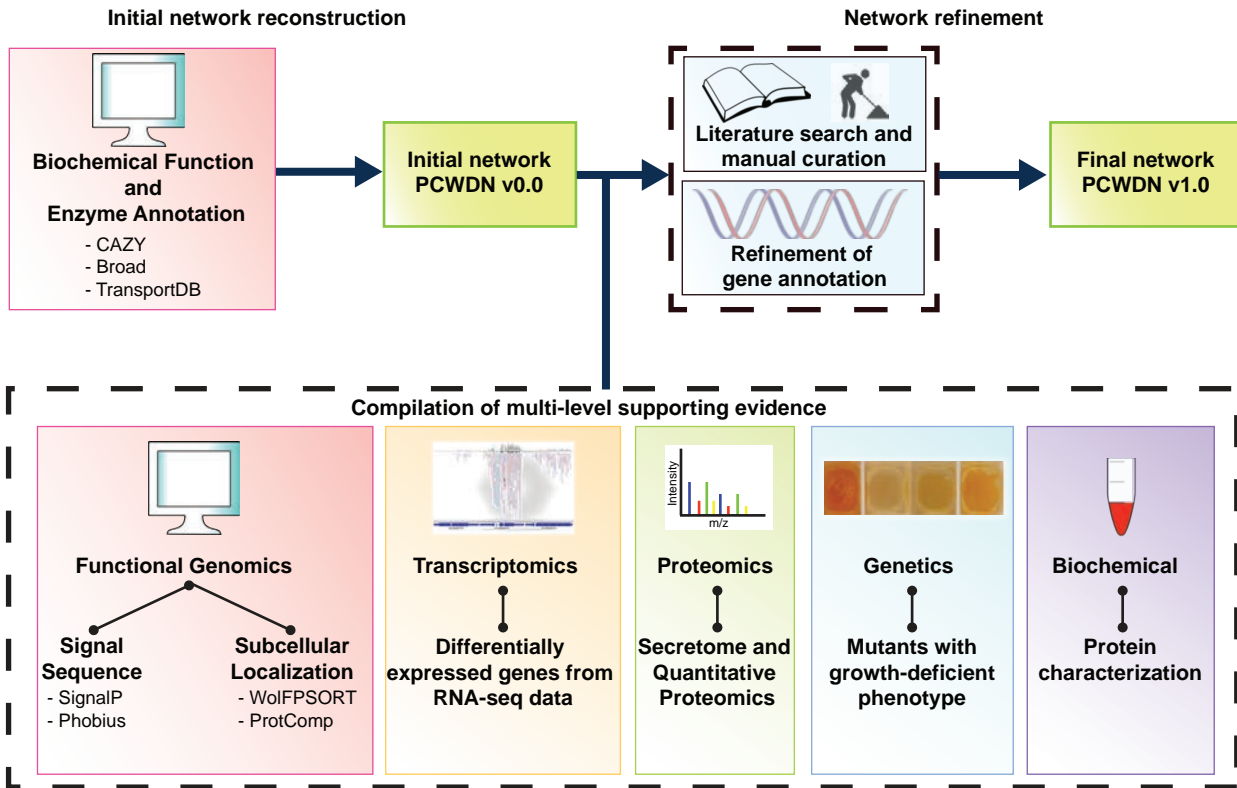 Initial network reconstruction
Network refinement
Biochemical Function
and
Enzyme Annotation
- CAZY
- Broad
- TransportDB
Initial network
PCWDN v0.0
Literature search and
manual curation
Refinement of
gene annotation
Final network
PCWDN v1.0
Compilation of multi-level supporting evidence
Functional Genomics
Signal
Sequence
- SignalP
- Phobius
Subcellular
Localization
- WolFPSORT
- ProtComp
Transcriptomics
Differentially
expressed genes from
RNA-seq data
Intensity
m/z
Proteomics
Secretome and
Quantitative
Proteomics
Genetics
Mutants with
growth-deficient
phenotype
Biochemical
Protein
characterization